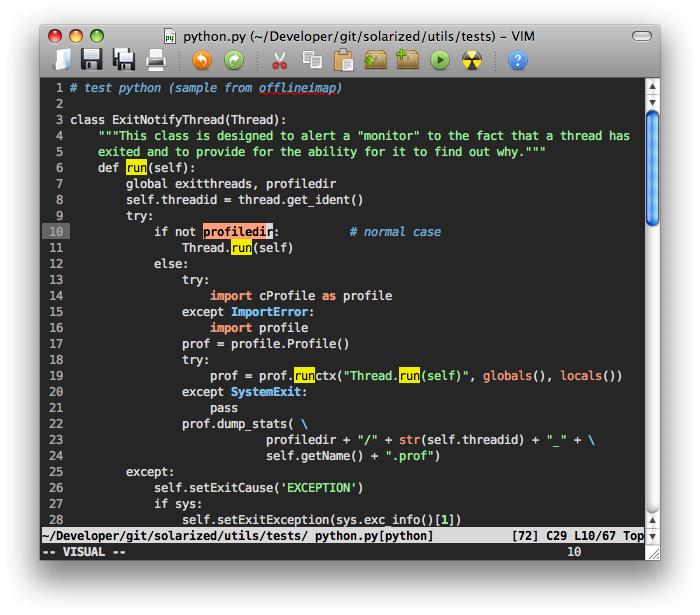 python.py (~/Developer/git/solarized/utils/tests) – VIM
1 # test python (sample from offlineimap)
2
3 class ExitNotifyThread(Thread):
4     """This class is designed to alert a "monitor" to the fact that a thread has
5     exited and to provide for the ability for it to find out why."""
6     def run(self):
7         global exitthreads, profiledir
8         self.threadid = thread.get_ident()
9         try:
10             if not profiledir:          # normal case
11                 Thread.run(self)
12             else:
13                 try:
14                     import cProfile as profile
15                 except ImportError:
16                     import profile
17                 prof = profile.Profile()
18                 try:
19                     prof = prof.runctx("Thread.run(self)", globals(), locals())
20                 except SystemExit:
21                     pass
22                 prof.dump_stats( \
23                             profiledir + "/" + str(self.threadid) + "_" + \
24                             self.getName() + ".prof")
25         except:
26             self.setExitCause('EXCEPTION')
27             if sys:
28                 self.setExitException(sys.exc_info()[1])
~/Developer/git/solarized/utils/tests/ python.py[python] [72] C29 L10/67 Top
-- VISUAL -- 10